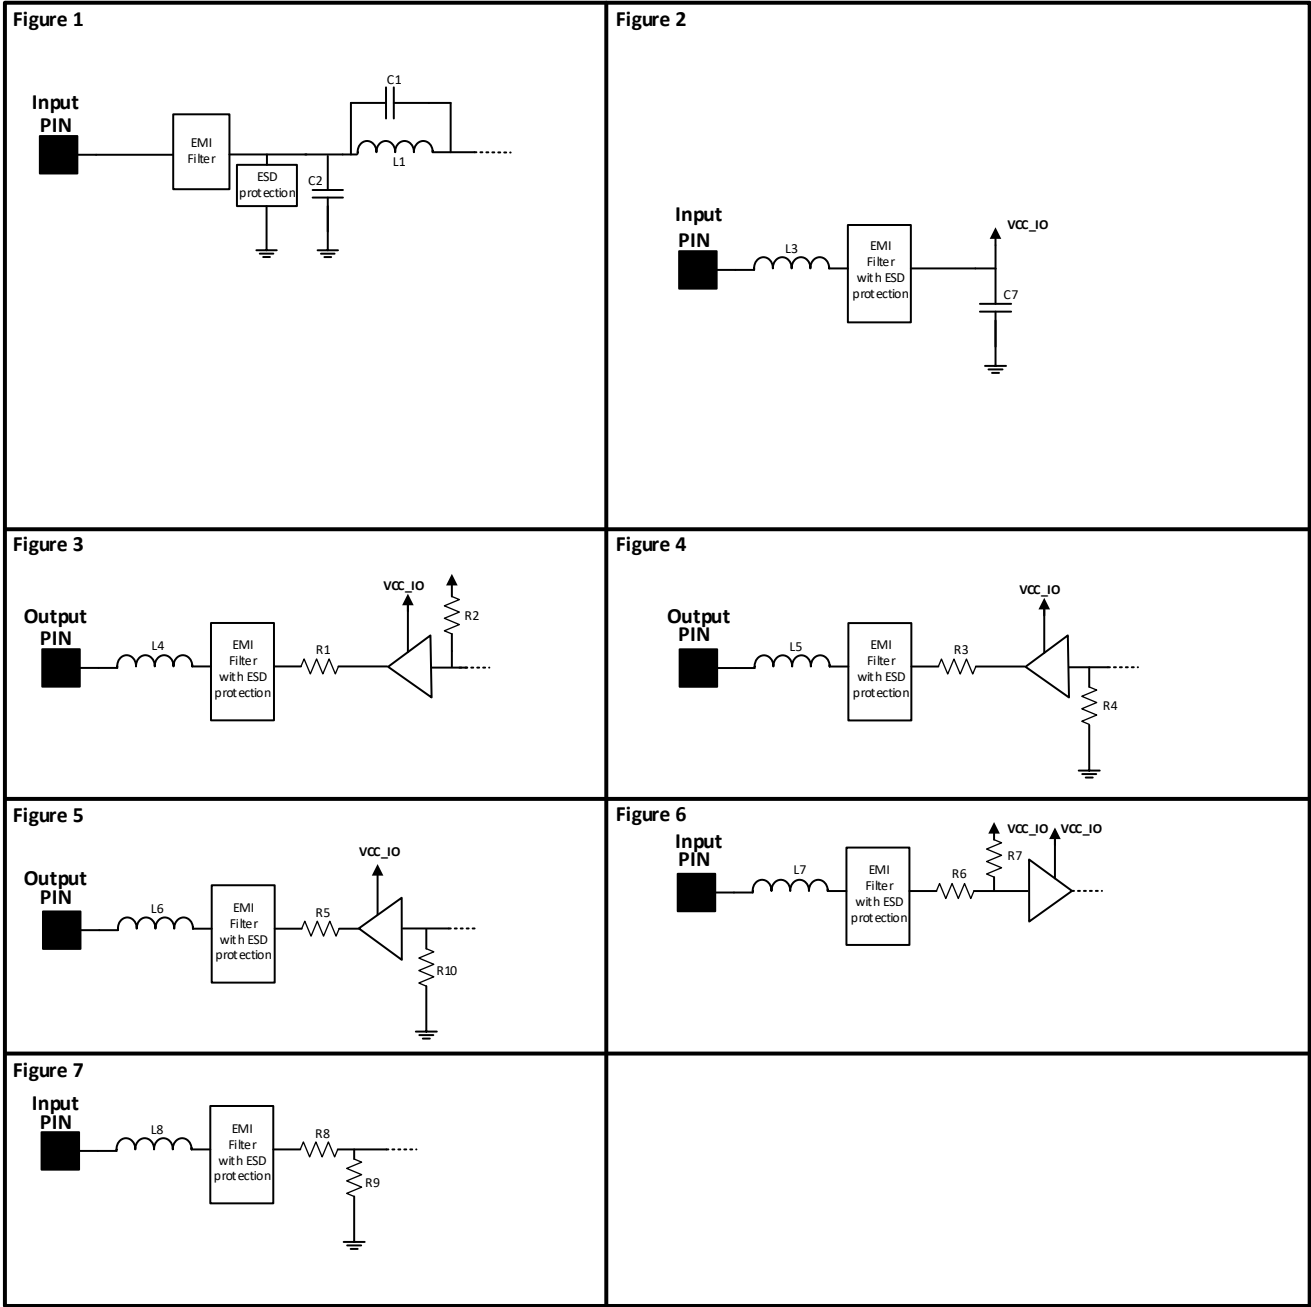 Figure 1
C1
Input
PIN
EMI
Filter
L1
ESD
protection
C2
Figure 2
Input
PIN
VCC_IO
L3
EMI
Filter
with ESD
protection
C7
Figure 3
VCC_IO
R2
Output
PIN
L4
EMI
Filter
with ESD
protection
R1
Figure 4
VCC_IO
Output
PIN
L5
EMI
Filter
with ESD
protection
R3
R4
Figure 5
VCC_IO
Output
PIN
L6
EMI
Filter
with ESD
protection
R5
R10
Figure 6
Input
PIN
VCC_IO VCC_IO
R7
L7
EMI
Filter
with ESD
protection
R6
Figure 7
Input
PIN
L8
EMI
Filter
with ESD
protection
R8
R9